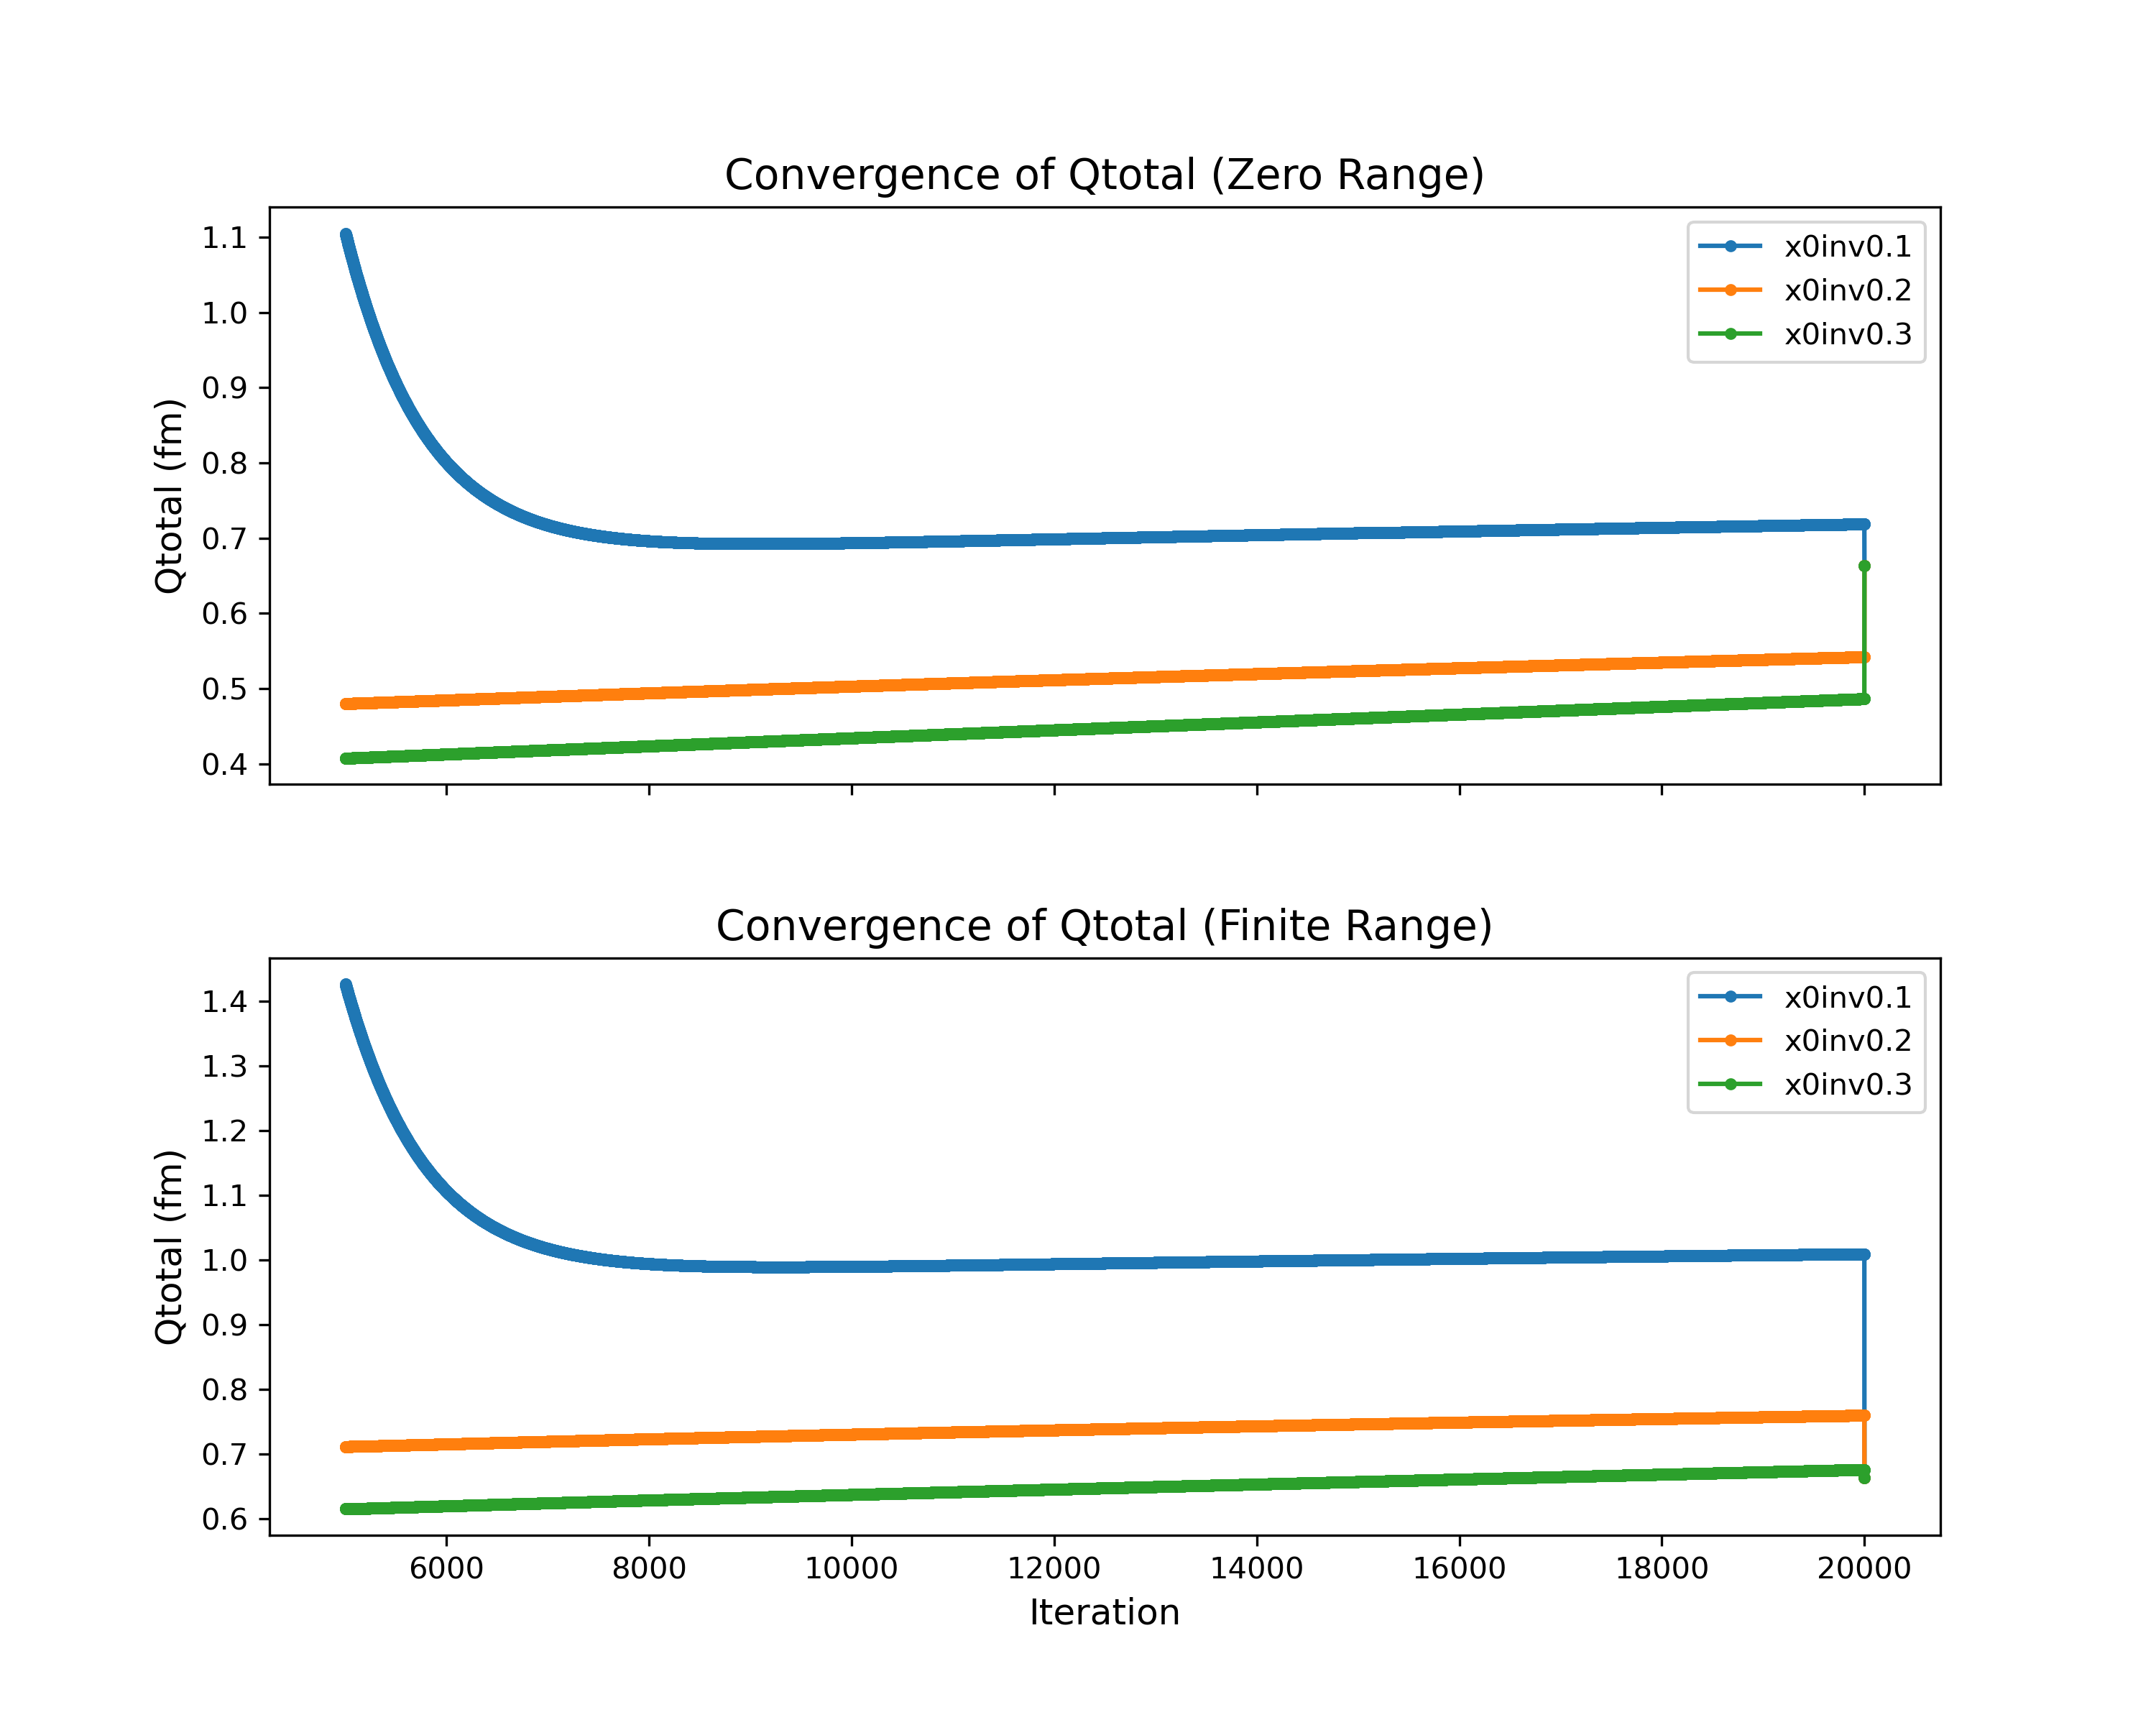 Convergence of Qtotal (Zero Range)
Qtotal (fm)
1.1
1.0
0.9
0.8
0.7
0.6
0.5
0.4
x0inv0.1
x0inv0.2
x0inv0.3
Convergence of Qtotal (Finite Range)
Qtotal (fm)
1.4
1.3
1.2
1.1
1.0
0.9
0.8
0.7
0.6
x0inv0.1
x0inv0.2
x0inv0.3
6000 8000 10000 12000 14000 16000 18000 20000
Iteration